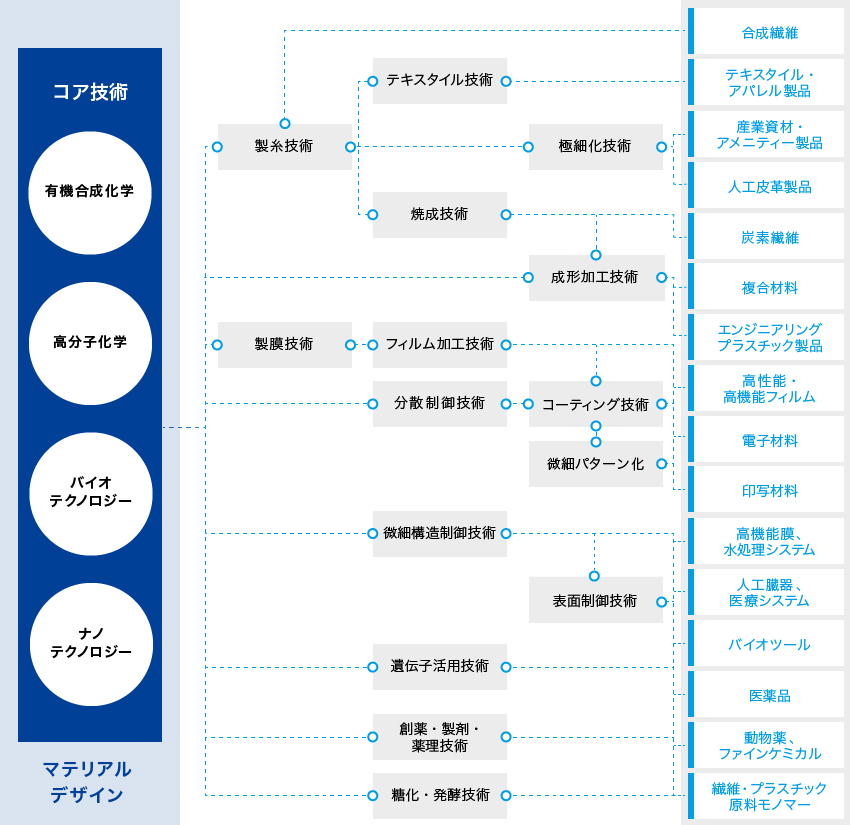 コア技術
有機合成化学
高分子化学
バイオ
テクノロジー
ナノ
テクノロジー
マテリアル
デザイン
製糸技術
製膜技術
テキスタイル技術
焼成技術
フィルム加工技術
分散制御技術
微細構造制御技術
遺伝子活用技術
創薬・製剤・
薬理技術
糖化・発酵技術
極細化技術
成形加工技術
コーティング技術
微細パターン化
表面制御技術
合成繊維
テキスタイル・
アパレル製品
産業資材・
アメニティー製品
人工皮革製品
炭素繊維
複合材料
エンジニアリング
プラスチック製品
高性能・
高機能フィルム
電子材料
印写材料
高機能膜、
水処理システム
人工臓器、
医療システム
バイオツール
医薬品
動物薬、
ファインケミカル
繊維・プラスチック
原料モノマー